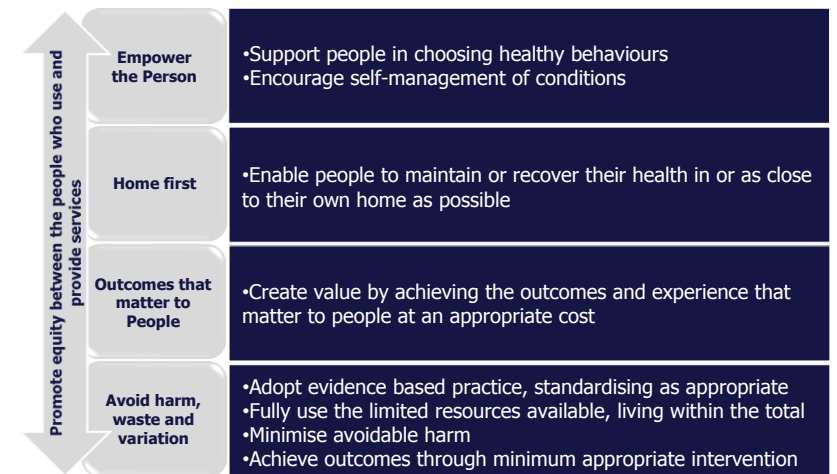 Promote equity between the people who use and
provide services
Empower
the Person
•Support people in choosing healthy behaviours
•Encourage self-management of conditions
Home first
•Enable people to maintain or recover their health in or as close
to their own home as possible
Outcomes that
matter to
People
•Create value by achieving the outcomes and experience that
matter to people at an appropriate cost
Avoid harm,
waste and
variation
•Adopt evidence based practice, standardising as appropriate
•Fully use the limited resources available, living within the total
•Minimise avoidable harm
•Achieve outcomes through minimum appropriate intervention